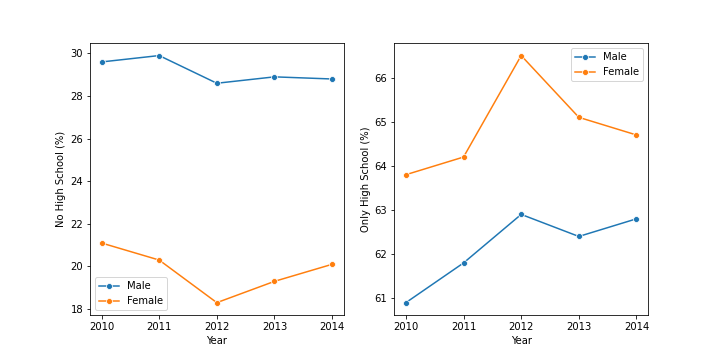 No High School (%)
30
28
26
24
22
20
18
2010 2011 2012 2013 2014
Year
Male
Female
Only High School (%)
66
65
64
63
62
61
2010 2011 2012 2013 2014
Year
Male
Female